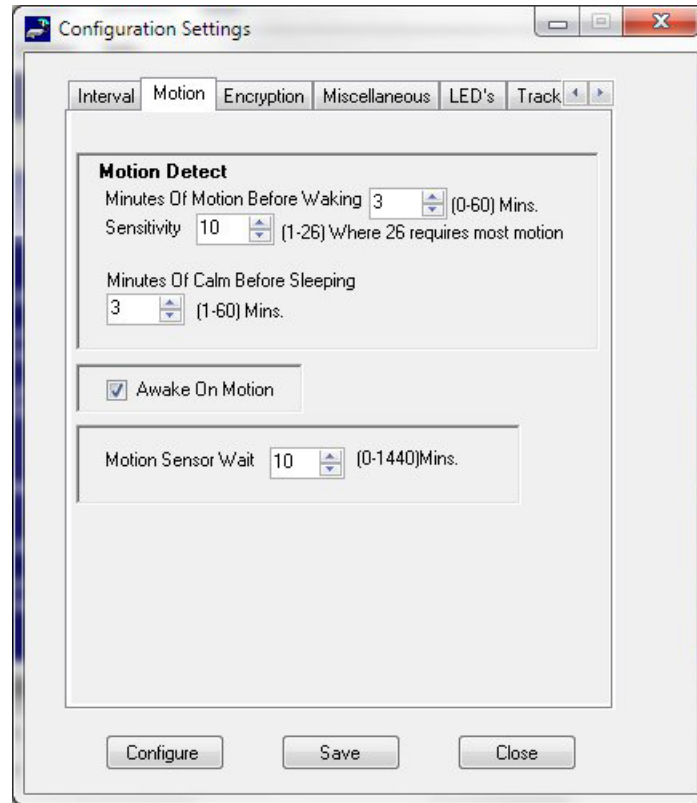 Configuration Settings
Interval Motion Encryption Miscellaneous LED's Track
Motion Detect
Minutes Of Motion Before Waking 3 (0-60) Mins.
Sensitivity 10 (1-26) Where 26 requires most motion
Minutes Of Calm Before Sleeping
3 (1-60) Mins.
Awake On Motion
Motion Sensor Wait 10 (0-1440)Mins.
Configure Save Close